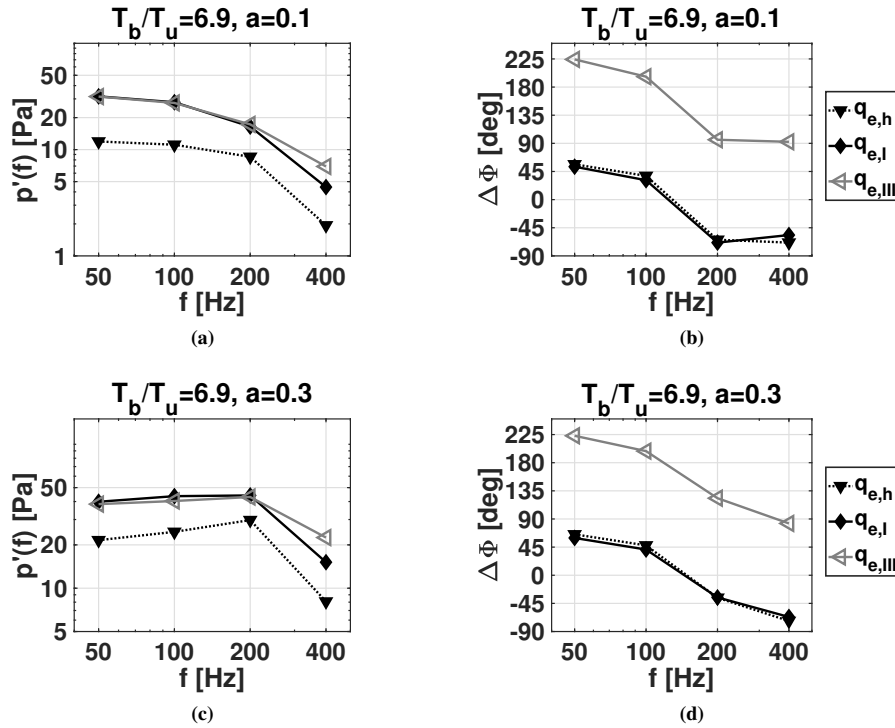 T_b/T_u=6.9, a=0.1
p'(f) [Pa]
50
20
10
5
1
50 100 200 400
f [Hz]
(a)
T_b/T_u=6.9, a=0.1
ΔΦ [deg]
225
180
135
90
45
0
-45
-90
50 100 200 400
f [Hz]
(b)
q_e,h
q_e,I
q_e,III
T_b/T_u=6.9, a=0.3
p'(f) [Pa]
50
20
10
5
50 100 200 400
f [Hz]
(c)
T_b/T_u=6.9, a=0.3
ΔΦ [deg]
225
180
135
90
45
0
-45
-90
50 100 200 400
f [Hz]
(d)
q_e,h
q_e,I
q_e,III